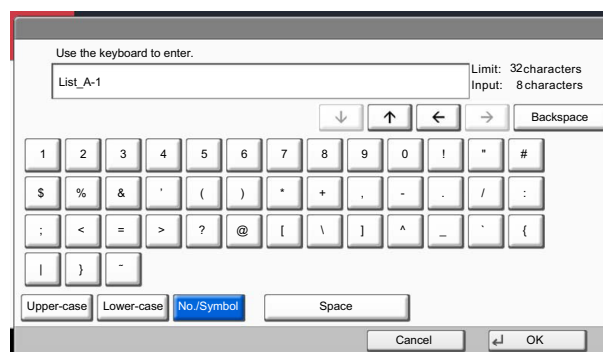 Use the keyboard to enter.
List_A-1
Limit: 32characters
Input: 8characters
↓ ↑ ← → Backspace
1 2 3 4 5 6 7 8 9 0 ! " #
$ % & ' ( ) * + , - . / :
; < = > ? @ [ \ ] ^ _ ` {
| } ~
Upper-case Lower-case No./Symbol Space
Cancel ↵ OK